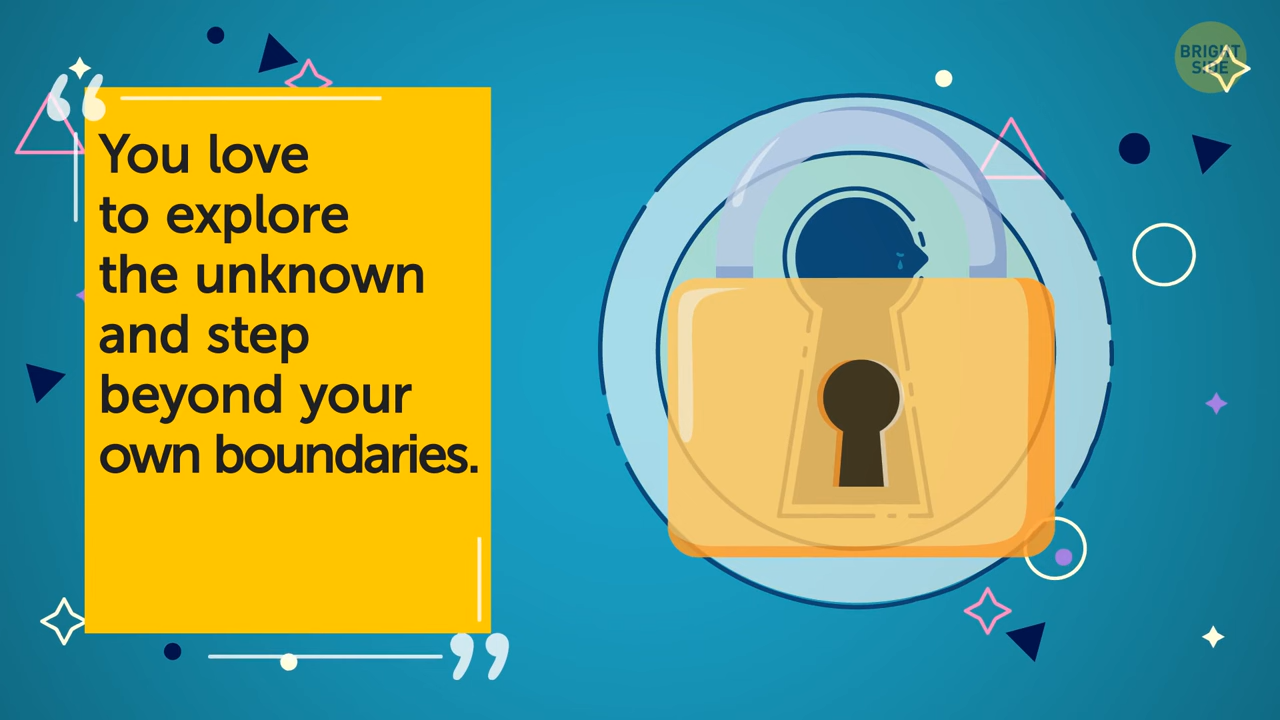 You love
to explore
the unknown
and step
beyond your
own boundaries.
BRIGHT
SIDE